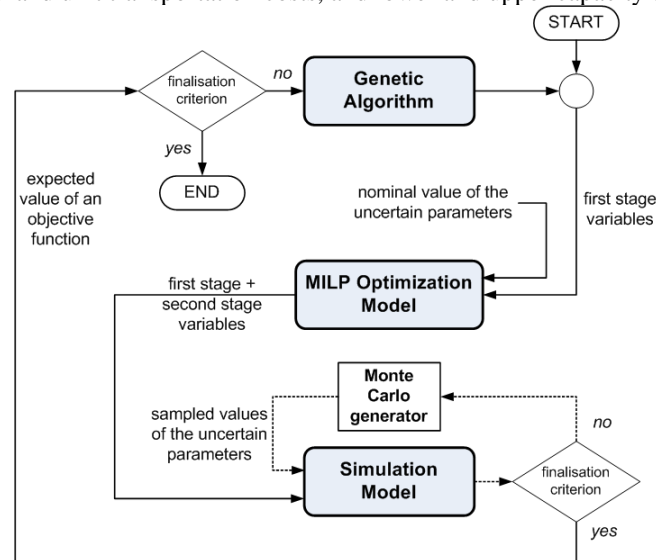 START
finalisation
criterion
no
Genetic
Algorithm
yes
END
expected
value of an
objective
function
nominal value of the
uncertain parameters
first stage
variables
first stage +
second stage
variables
MILP Optimization
Model
Monte
Carlo
generator
sampled values
of the uncertain
parameters
no
Simulation
Model
finalisation
criterion
yes